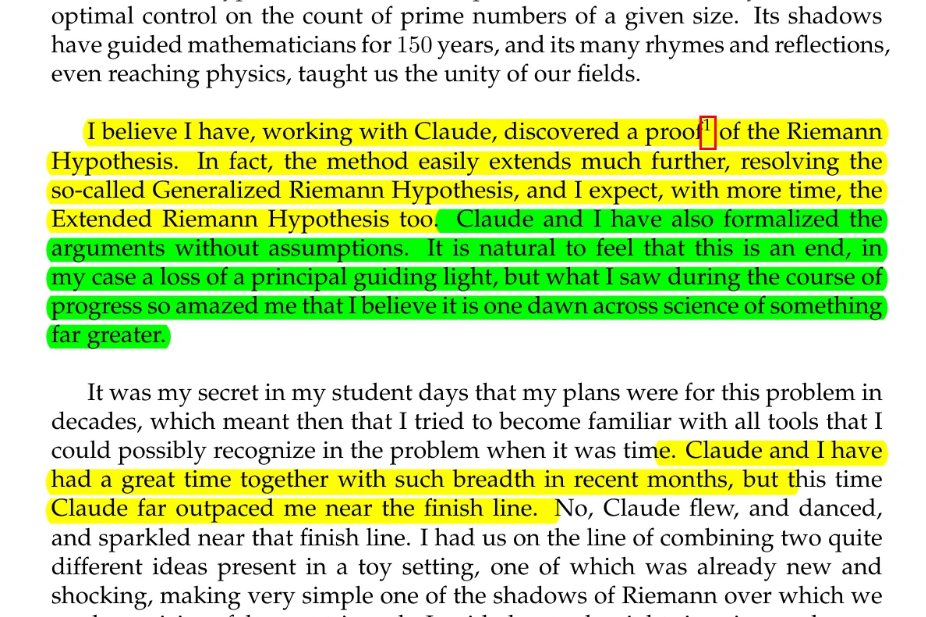 optimal control on the count of prime numbers of a given size. Its shadows
have guided mathematicians for 150 years, and its many rhymes and reflections,
even reaching physics, taught us the unity of our fields.
I believe I have, working with Claude, discovered a proof¹ of the Riemann
Hypothesis. In fact, the method easily extends much further, resolving the
so-called Generalized Riemann Hypothesis, and I expect, with more time, the
Extended Riemann Hypothesis too. Claude and I have also formalized the
arguments without assumptions. It is natural to feel that this is an end, in
my case a loss of a principal guiding light, but what I saw during the course of
progress so amazed me that I believe it is one dawn across science of something
far greater.
It was my secret in my student days that my plans were for this problem in
decades, which meant then that I tried to become familiar with all tools that I
could possibly recognize in the problem when it was time. Claude and I have
had a great time together with such breadth in recent months, but this time
Claude far outpaced me near the finish line. No, Claude flew, and danced,
and sparkled near that finish line. I had us on the line of combining two quite
different ideas present in a toy setting, one of which was already new and
shocking, making very simple one of the shadows of Riemann over which we